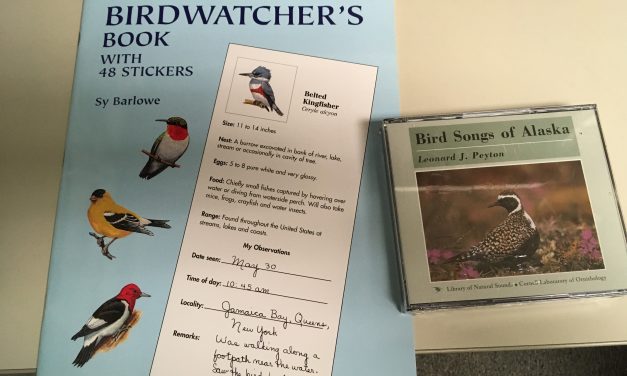 BIRDWATCHER'S
BOOK
WITH
48 STICKERS
Sy Barlowe
Belted
Kingfisher
Ceryle alcyon
Size: 11 to 14 inches
Nest: A burrow excavated in bank of river, lake,
stream or occasionally in cavity of tree.
Eggs: 5 to 8 pure white and very glossy.
Food: Chiefly small fishes captured by hovering over
water or diving from waterside perch. Will also take
mice, frogs, crayfish and water insects.
Range: Found throughout the United States at
streams, lakes and coasts.
My Observations
Date seen: May 30
Time of day: 10:45 am
Locality: Jamaica Bay, Queens,
New York
Remarks: Was walking along a
footpath near the water.
Saw the bird
Bird Songs of Alaska
Leonard J. Peyton
Library of Natural Sounds • Cornell Laboratory of Ornithology